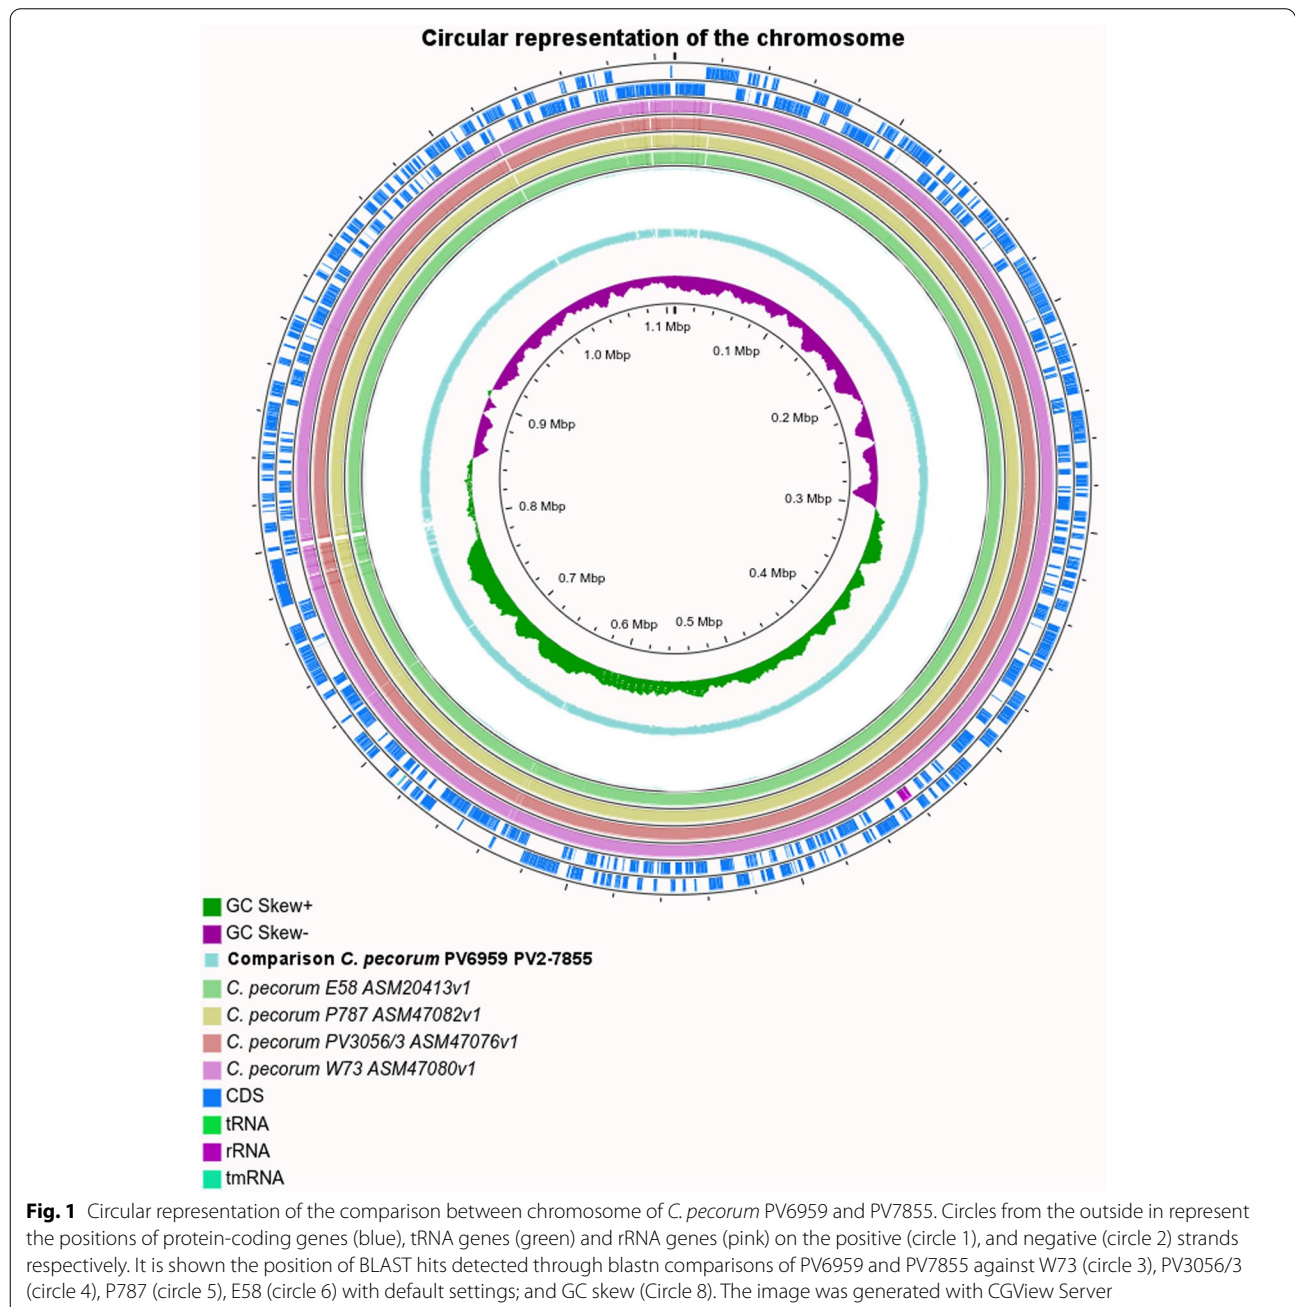 Circular representation of the chromosome
1.1 Mbp
0.1 Mbp
0.2 Mbp
0.3 Mbp
0.4 Mbp
0.5 Mbp
0.6 Mbp
0.7 Mbp
0.8 Mbp
0.9 Mbp
1.0 Mbp
GC Skew+
GC Skew-
Comparison C. pecorum PV6959 PV2-7855
C. pecorum E58 ASM20413v1
C. pecorum P787 ASM47082v1
C. pecorum PV3056/3 ASM47076v1
C. pecorum W73 ASM47080v1
CDS
tRNA
rRNA
tmRNA
Fig. 1 Circular representation of the comparison between chromosome of C. pecorum PV6959 and PV7855. Circles from the outside in represent
the positions of protein-coding genes (blue), tRNA genes (green) and rRNA genes (pink) on the positive (circle 1), and negative (circle 2) strands
respectively. It is shown the position of BLAST hits detected through blastn comparisons of PV6959 and PV7855 against W73 (circle 3), PV3056/3
(circle 4), P787 (circle 5), E58 (circle 6) with default settings; and GC skew (Circle 8). The image was generated with CGView Server